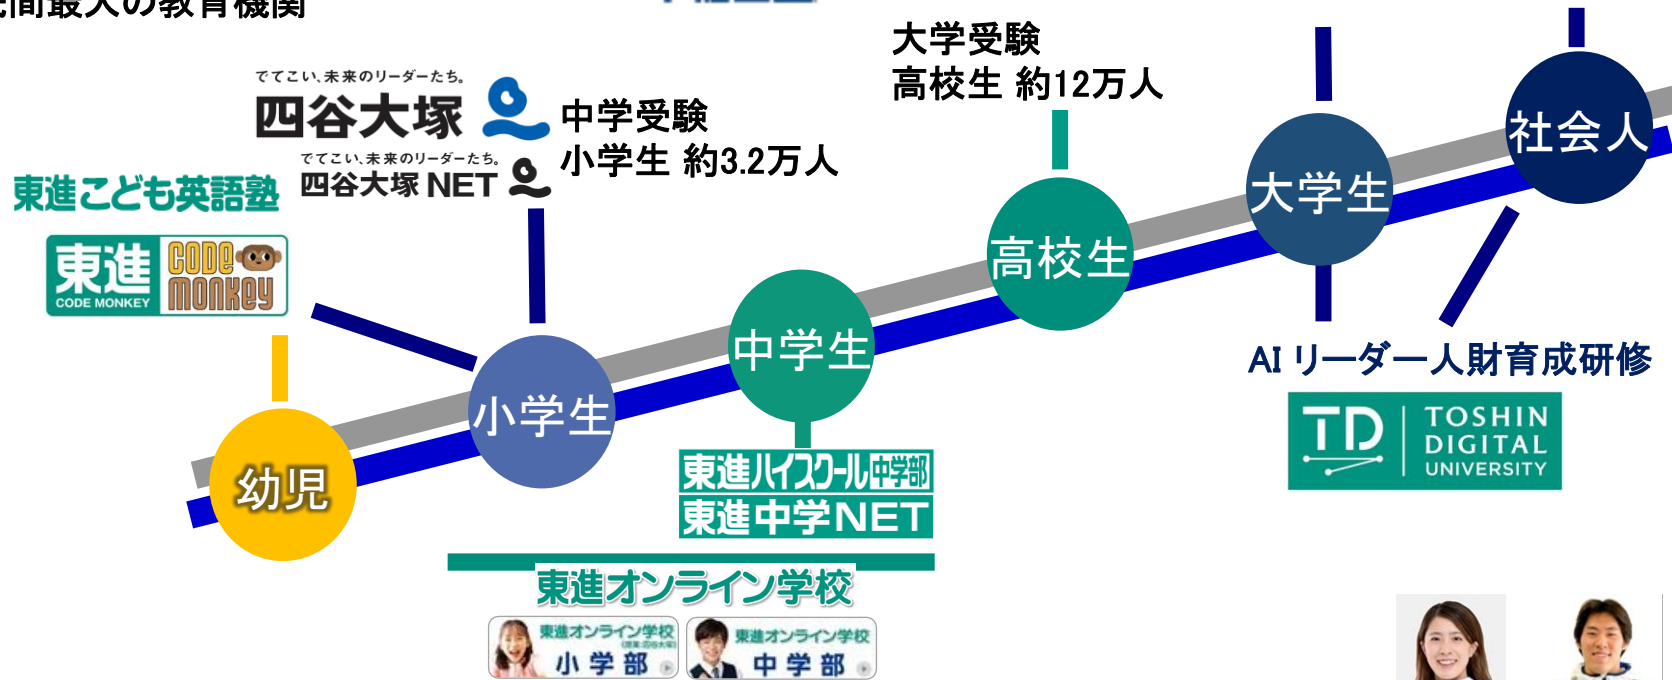 間最大の教育機関
大学受験
高校生 約12万人
でてこい、未来のリーダーたち。
四谷大塚
中学受験
小学生 約3.2万人
でてこい、未来のリーダーたち。
四谷大塚 NET
東進こども英語塾
東進
CODE MONKEY
CODE
MONKEY
社会人
大学生
高校生
中学生
小学生
幼児
AI リーダー人財育成研修
TD
TOSHIN
DIGITAL
UNIVERSITY
東進ハイスクール中学部
東進中学NET
東進オンライン学校
東進オンライン学校
小学部
東進オンライン学校
中学部